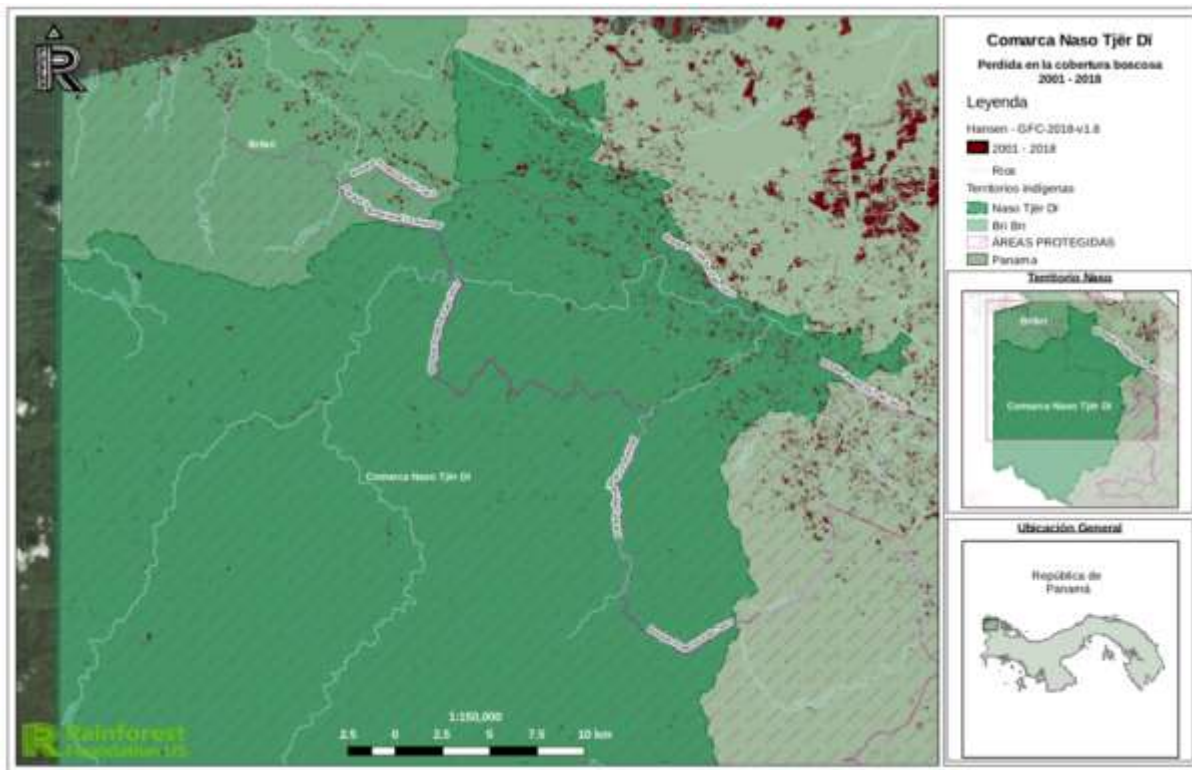 Comarca Naso Tjër Di
Perdida en la cobertura boscosa
2001 - 2018
Leyenda
Hansen - GFC-2018-v1.8
2001 - 2018
Rios
Territorios indigenas
Naso Tjër Di
Bri Bri
ÁREAS PROTEGIDAS
Panama
Territorio Naso
Bribri
Comarca Naso Tjër Di
Ubicación General
República de
Panamá
Bribri
Comarca Naso Tjër Di
1:150,000
2.5 0 2.5 5 7.5 10 km
Rainforest
Foundation US